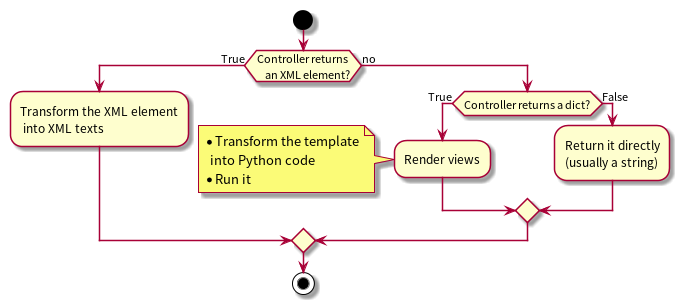 Controller returns
an XML element?
True
no
Transform the XML element
into XML texts
Controller returns a dict?
True
False
• Transform the template
into Python code
• Run it
Render views
Return it directly
(usually a string)